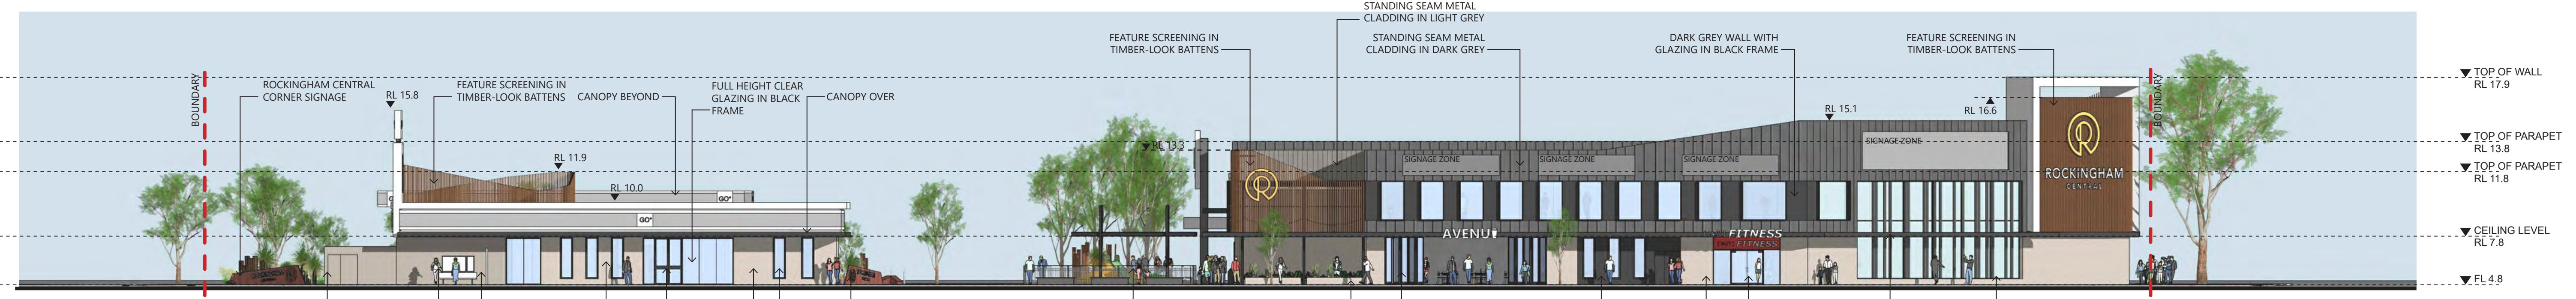 STANDING SEAM METAL
CLADDING IN LIGHT GREY
FEATURE SCREENING IN
TIMBER-LOOK BATTENS
STANDING SEAM METAL
CLADDING IN DARK GREY
DARK GREY WALL WITH
GLAZING IN BLACK FRAME
FEATURE SCREENING IN
TIMBER-LOOK BATTENS
BOUNDARY
ROCKINGHAM CENTRAL
CORNER SIGNAGE
RL 15.8
FEATURE SCREENING IN
TIMBER-LOOK BATTENS
CANOPY BEYOND
FULL HEIGHT CLEAR
GLAZING IN BLACK
FRAME
CANOPY OVER
RL 15.1
RL 16.6
BOUNDARY
TOP OF WALL
RL 17.9
RL 13.3
SIGNAGE ZONE
TOP OF PARAPET
RL 13.8
RL 11.9
SIGNAGE ZONE
SIGNAGE ZONE
SIGNAGE ZONE
TOP OF PARAPET
RL 11.8
ROCKINGHAM
CENTRAL
RL 10.0
GO
GO
AVENUE
FITNESS
FITNESS
CEILING LEVEL
RL 7.8
FL 4.8